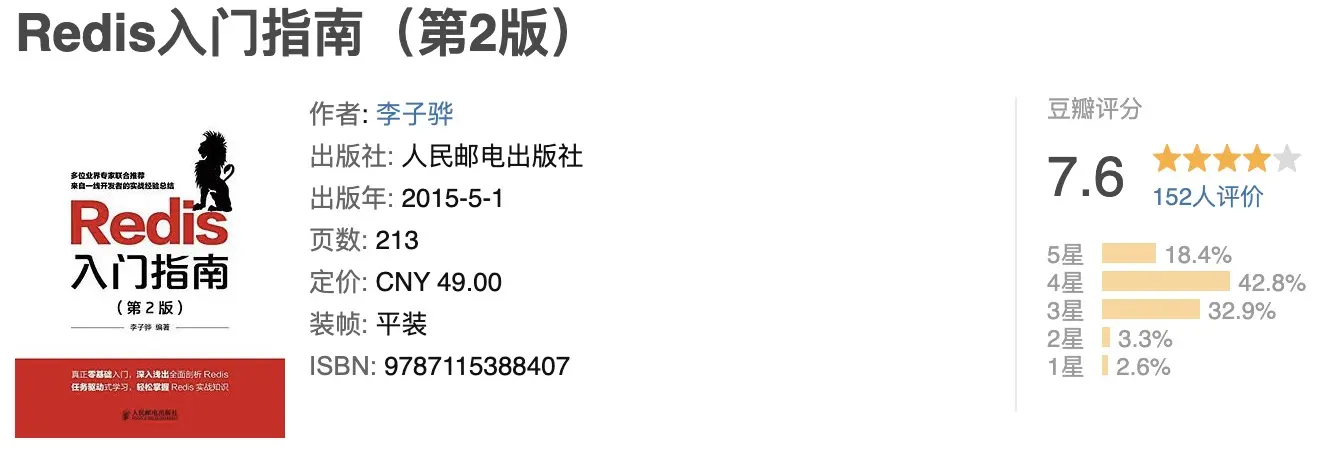 Redis入门指南（第2版）
多位业界专家联合推荐
来自一线开发者的实战经验总结
Redis
入门指南
（第2版）
李子骅 编著
真正零基础入门，深入浅出全面剖析 Redis
任务驱动式学习，轻松掌握 Redis 实战知识
人民邮电出版社
作者: 李子骅
出版社: 人民邮电出版社
出版年: 2015-5-1
页数: 213
定价: CNY 49.00
装帧: 平装
ISBN: 9787115388407
豆瓣评分
7.6
152人评价
5星 18.4%
4星 42.8%
3星 32.9%
2星 3.3%
1星 2.6%